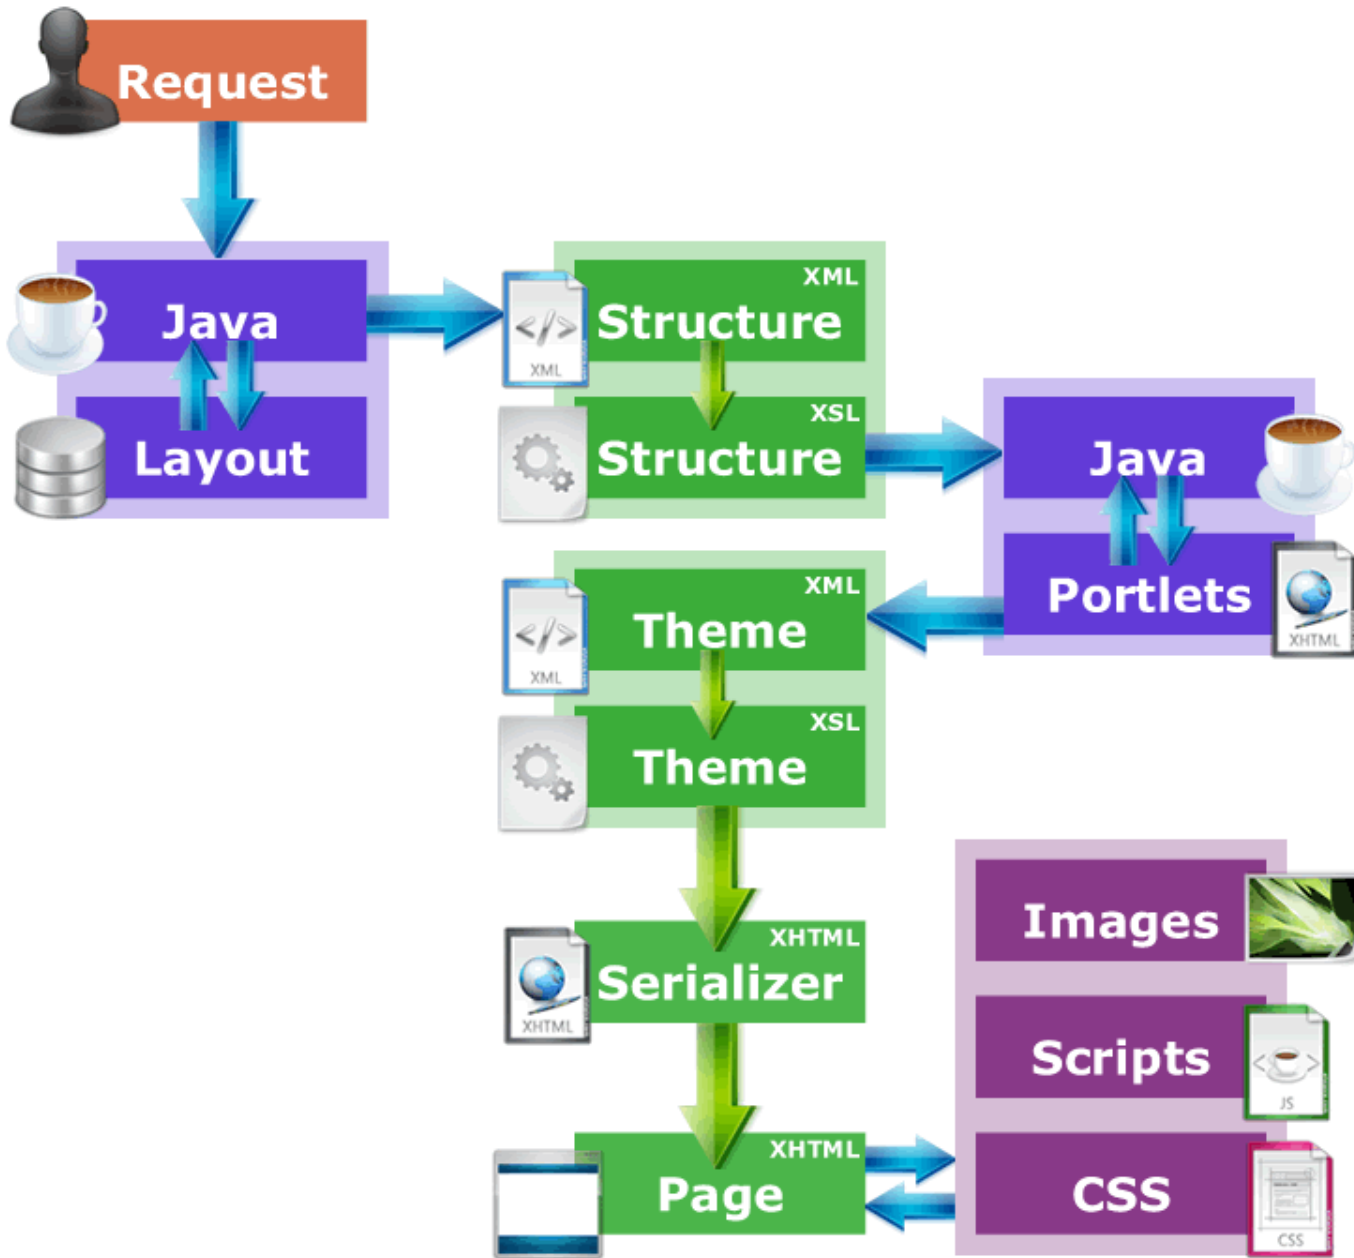 Request
Java
Layout
XML
Structure
XML
XSL
Structure
Java
Portlets
XHTML
XML
Theme
XML
XSL
Theme
XHTML
Serializer
XHTML
XHTML
Page
Images
Scripts
JS
CSS
CSS